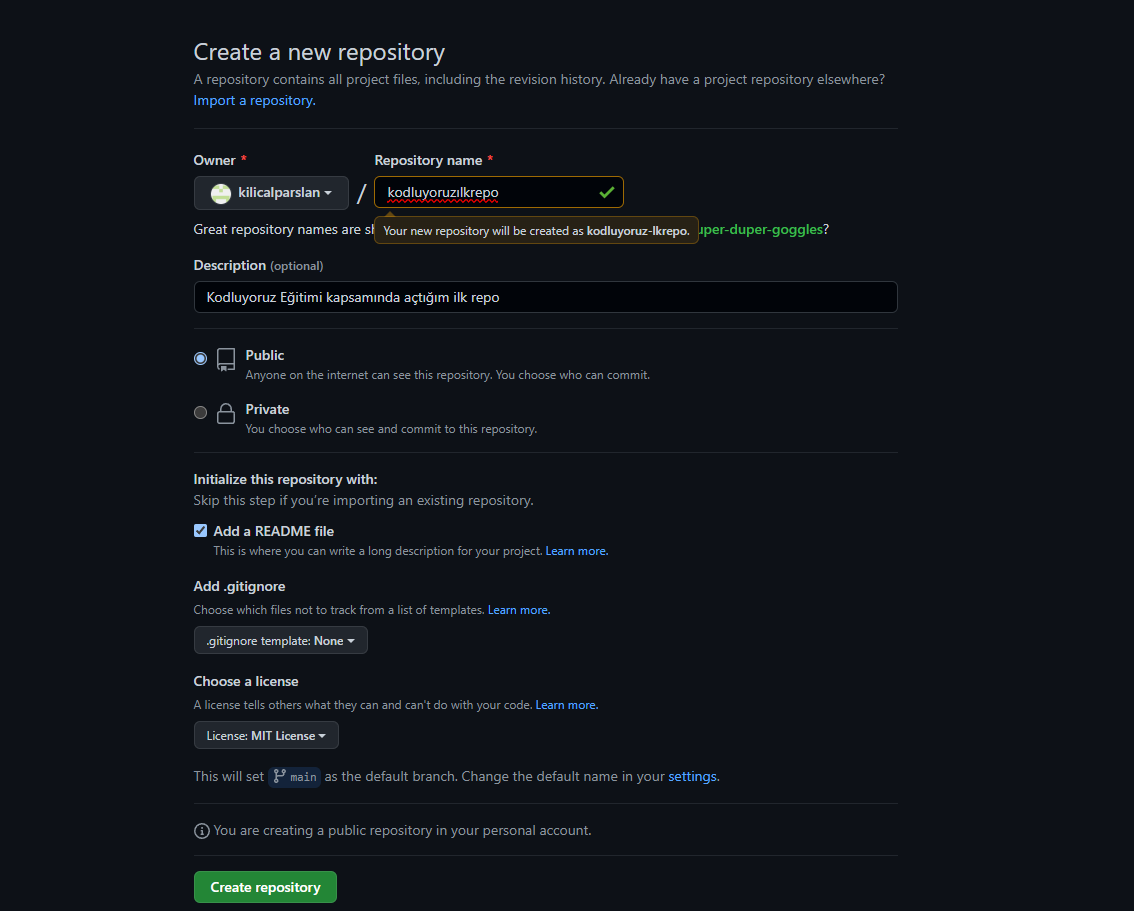 Create a new repository
A repository contains all project files, including the revision history. Already have a project repository elsewhere?
Import a repository.
Owner *
Repository name *
kilicalparslan
/
kodluyoruzılkrepo
Great repository names are
Your new repository will be created as kodluyoruz-lkrepo.
uper-duper-goggles?
Description (optional)
Kodluyoruz Eğitimi kapsamında açtığım ilk repo
Public
Anyone on the internet can see this repository. You choose who can commit.
Private
You choose who can see and commit to this repository.
Initialize this repository with:
Skip this step if you're importing an existing repository.
Add a README file
This is where you can write a long description for your project. Learn more.
Add .gitignore
Choose which files not to track from a list of templates. Learn more.
.gitignore template: None
Choose a license
A license tells others what they can and can't do with your code. Learn more.
License: MIT License
This will set main as the default branch. Change the default name in your settings.
You are creating a public repository in your personal account.
Create repository